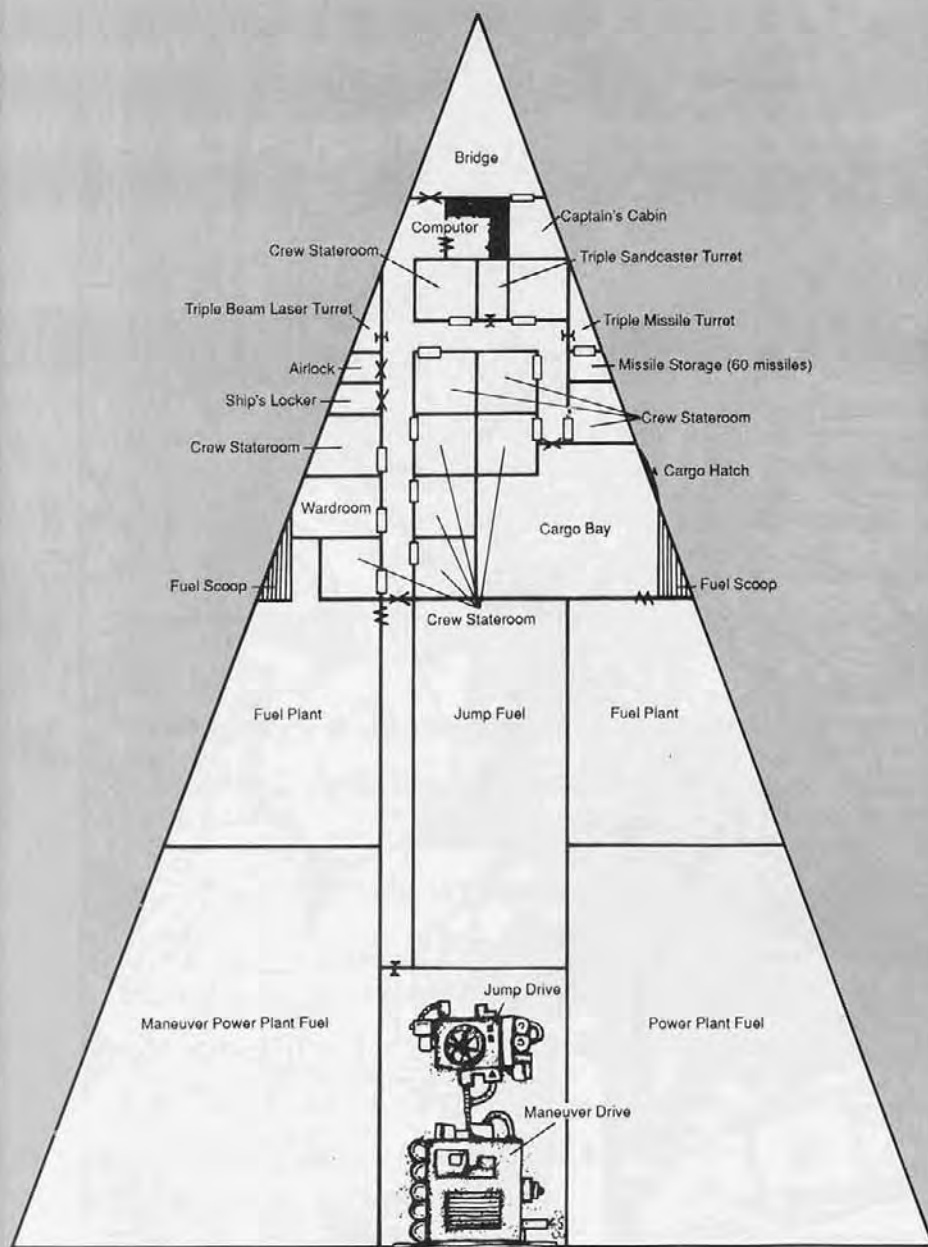 Bridge
Captain's Cabin
Computer
Crew Stateroom
Triple Sandcaster Turret
Triple Beam Laser Turret
Triple Missile Turret
Airlock
Missile Storage (60 missiles)
Ship's Locker
Crew Stateroom
Crew Stateroom
Cargo Hatch
Wardroom
Cargo Bay
Fuel Scoop
Fuel Scoop
Crew Stateroom
Fuel Plant
Jump Fuel
Fuel Plant
Jump Drive
Maneuver Power Plant Fuel
Power Plant Fuel
Maneuver Drive